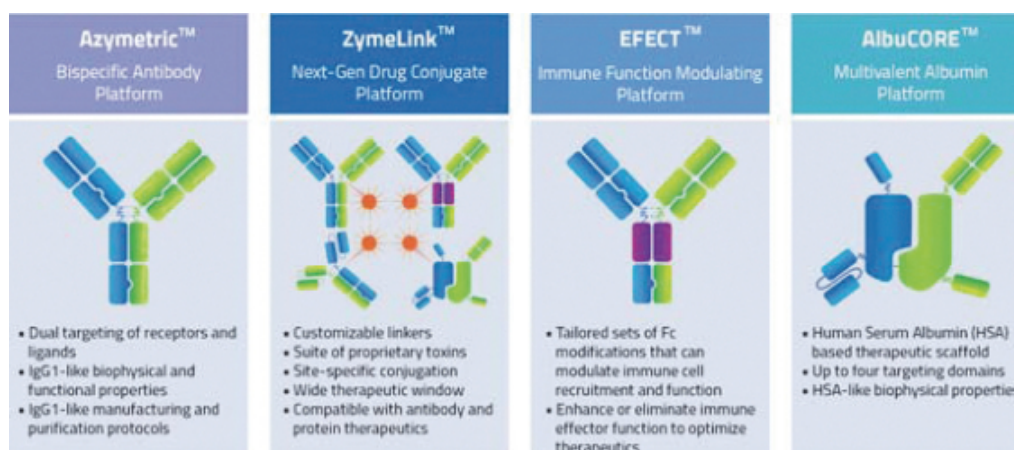 Azymetric™
Bispecific Antibody
Platform
• Dual targeting of receptors and
ligands
• IgG1-like biophysical and
functional properties
• IgG1-like manufacturing and
purification protocols
ZymeLink™
Next-Gen Drug Conjugate
Platform
• Customizable linkers
• Suite of proprietary toxins
• Site-specific conjugation
• Wide therapeutic window
• Compatible with antibody and
protein therapeutics
EFECT™
Immune Function Modulating
Platform
• Tailored sets of Fc
modifications that can
modulate immune cell
recruitment and function
• Enhance or eliminate immune
effector function to optimize
therapeutics
AlbuCORE™
Multivalent Albumin
Platform
• Human Serum Albumin (HSA)
based therapeutic scaffold
• Up to four targeting domains
• HSA-like biophysical properties